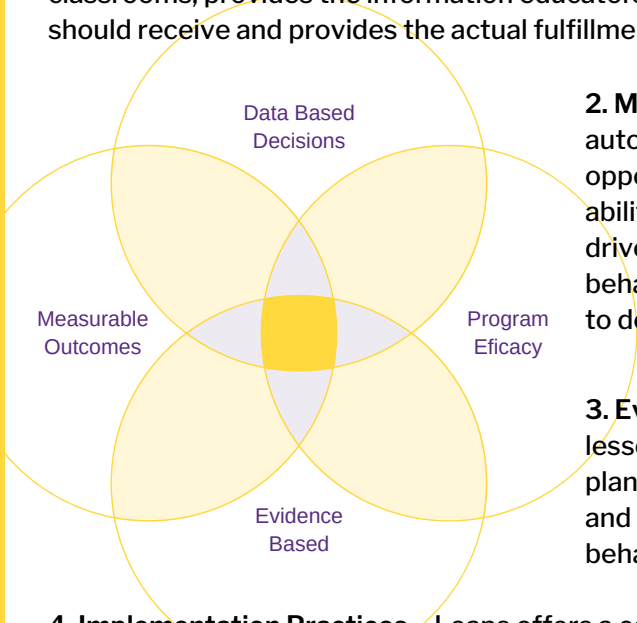 should receive and provides the actual fulfillme
Data Based
Decisions
Measurable
Outcomes
Program
Eficacy
Evidence
Based
2. M
auto
oppo
abilit
drive
beha
to de
3. Ev
lesso
plan
and
beha